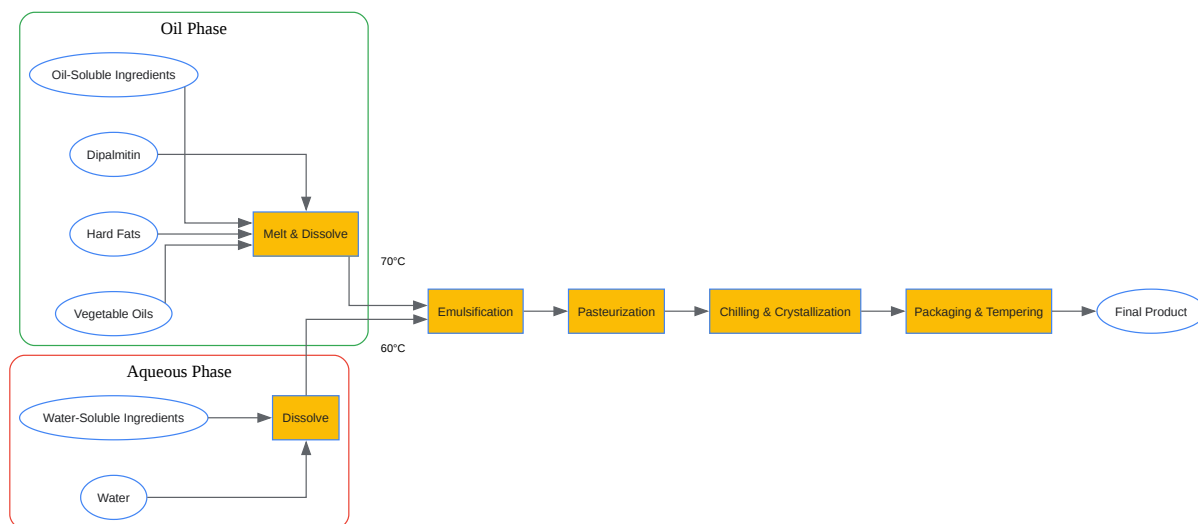 Oil Phase
Oil-Soluble Ingredients
Dipalmitin
Hard Fats
Melt & Dissolve
Vegetable Oils
70°C
Emulsification
Pasteurization
Chilling & Crystallization
Packaging & Tempering
Final Product
60°C
Aqueous Phase
Water-Soluble Ingredients
Dissolve
Water